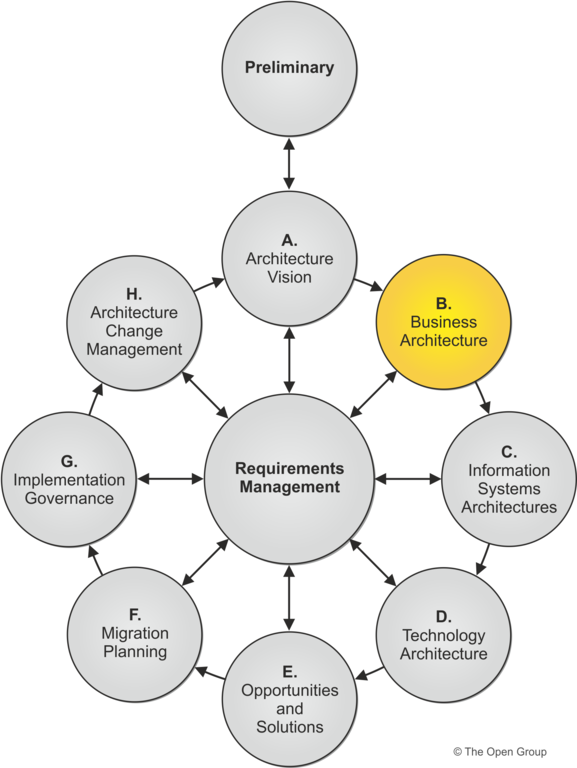 Preliminary
A.
Architecture
Vision
H.
Architecture
Change
Management
B.
Business
Architecture
G.
Implementation
Governance
Requirements
Management
C.
Information
Systems
Architectures
F.
Migration
Planning
D.
Technology
Architecture
E.
Opportunities
and
Solutions
© The Open Group